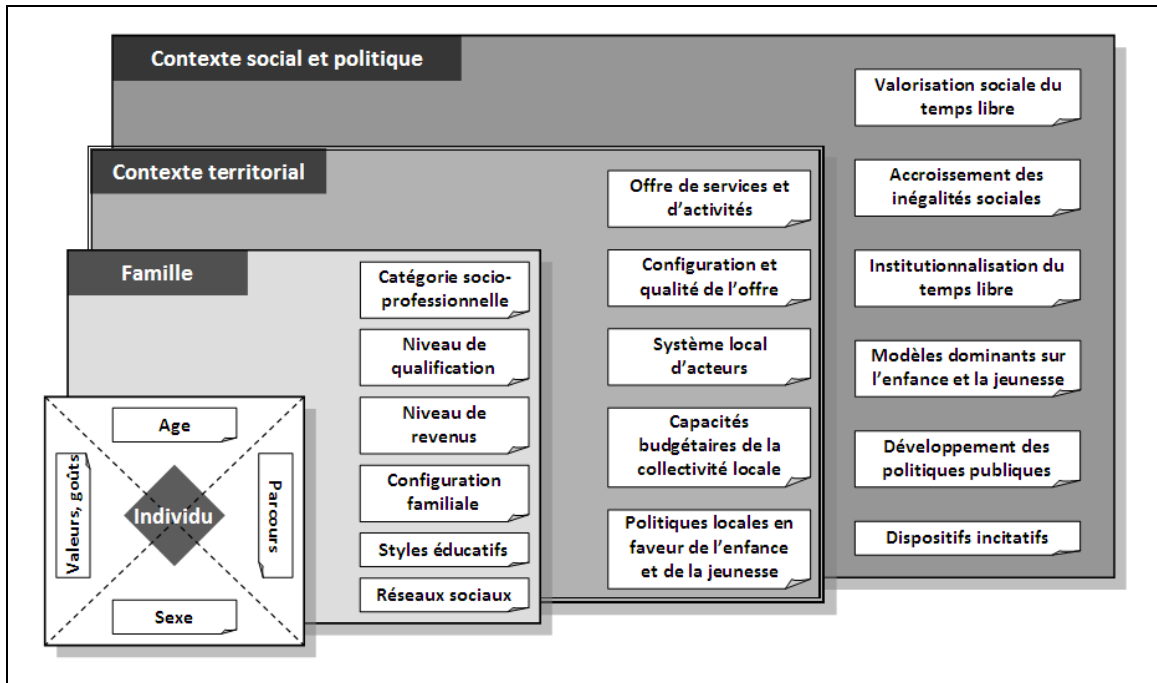 Contexte social et politique
Valorisation sociale du
temps libre
Accroissement des
inégalités sociales
Institutionnalisation du
temps libre
Modèles dominants sur
l'enfance et la jeunesse
Développement des
politiques publiques
Dispositifs incitatifs
Contexte territorial
Offre de services et
d'activités
Configuration et
qualité de l'offre
Système local
d'acteurs
Capacités
budgétaires de la
collectivité locale
Politiques locales en
faveur de l'enfance
et de la jeunesse
Famille
Catégorie socio-
professionnelle
Niveau de
qualification
Niveau de
revenus
Configuration
familiale
Styles éducatifs
Réseaux sociaux
Age
Valeurs, goûts
Individu
Parcours
Sexe